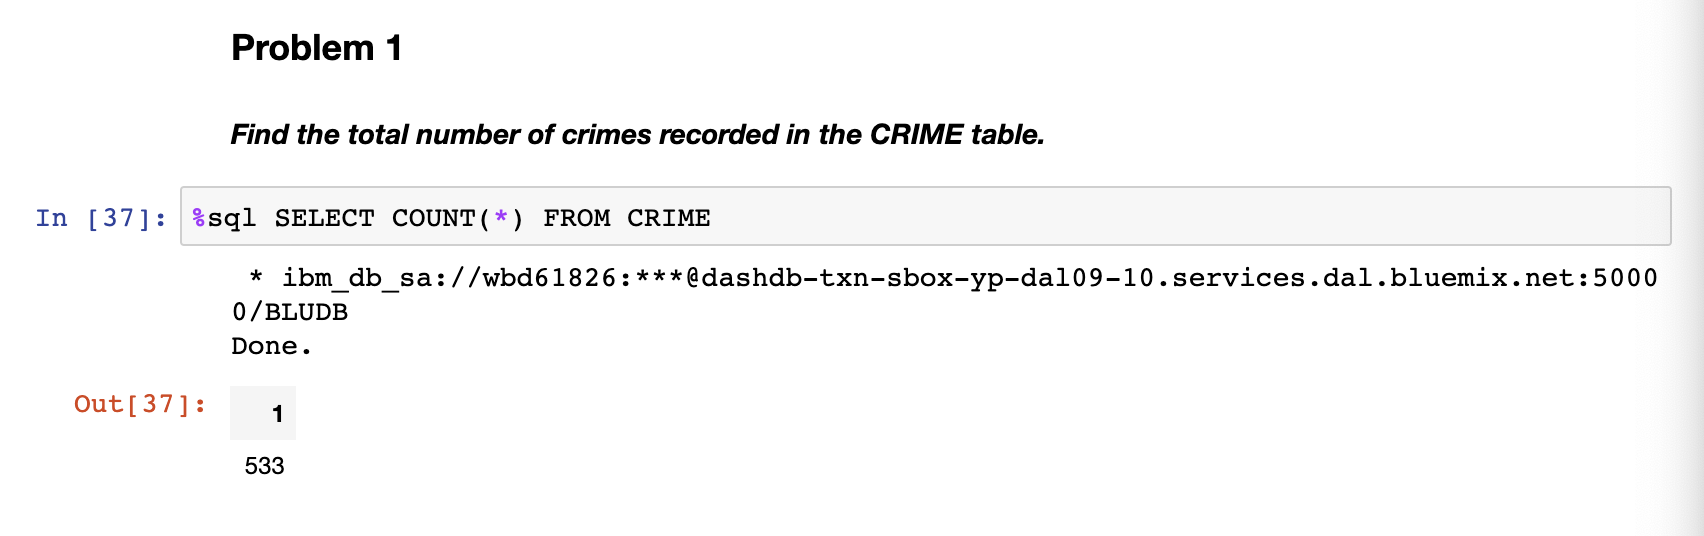 Problem 1
Find the total number of crimes recorded in the CRIME table.
In [37]: %sql SELECT COUNT(*) FROM CRIME
* ibm_db_sa://wbd61826:***@dashdb-txn-sbox-yp-dal09-10.services.dal.bluemix.net:5000
0/BLUDB
Done.
Out[37]: 1
533